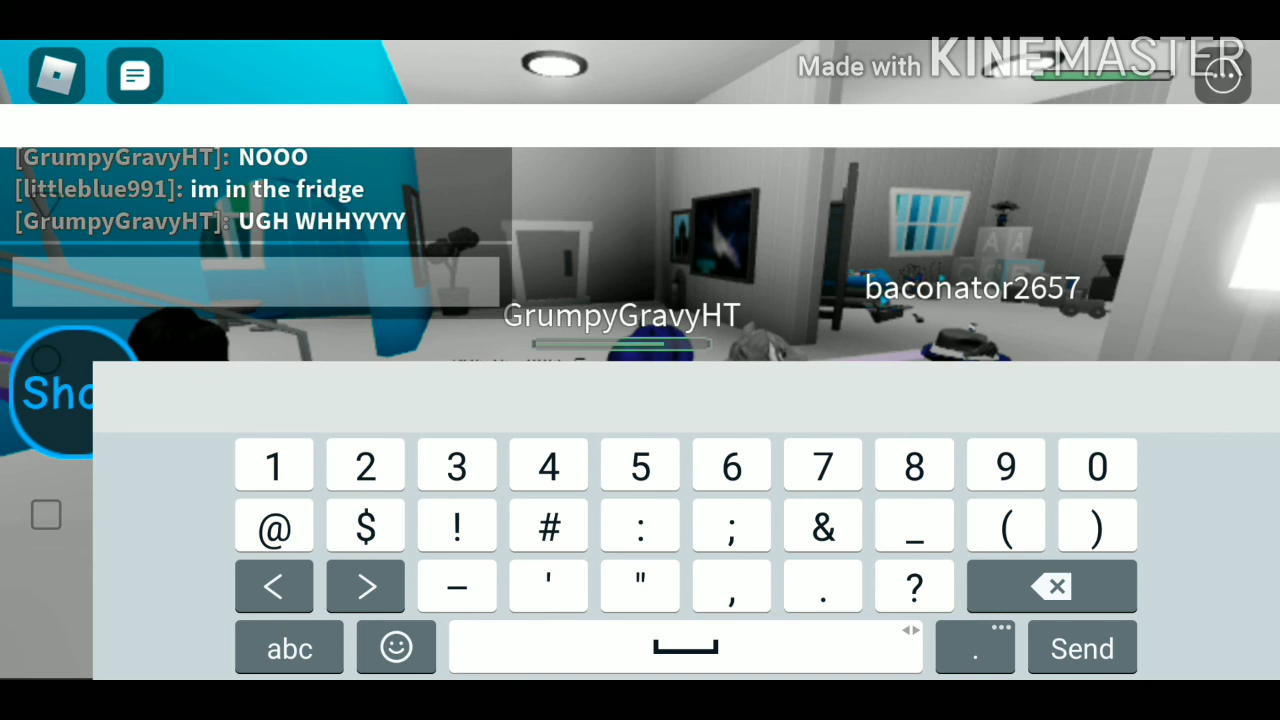 Made with KINEMASTER
[GrumpyGravyHT]: NOOO
[littleblue991]: im in the fridge
[GrumpyGravyHT]: UGH WHHYYYY
baconator2657
GrumpyGravyHT
Sho
A A
1 2 3 4 5 6 7 8 9 0
@ $ ! # : ; & _ ( )
< > – ' " , . ?
abc . Send